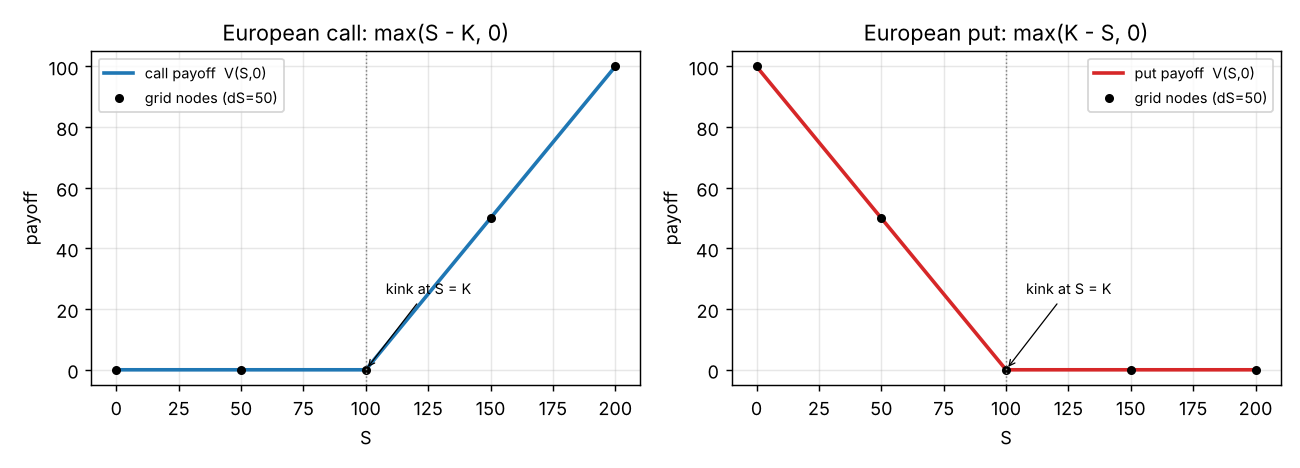 European call: max(S - K, 0)
call payoff  V(S,0)
grid nodes (dS=50)
kink at S = K
payoff
100
80
60
40
20
0
0 25 50 75 100 125 150 175 200
S
European put: max(K - S, 0)
put payoff  V(S,0)
grid nodes (dS=50)
kink at S = K
payoff
100
80
60
40
20
0
0 25 50 75 100 125 150 175 200
S